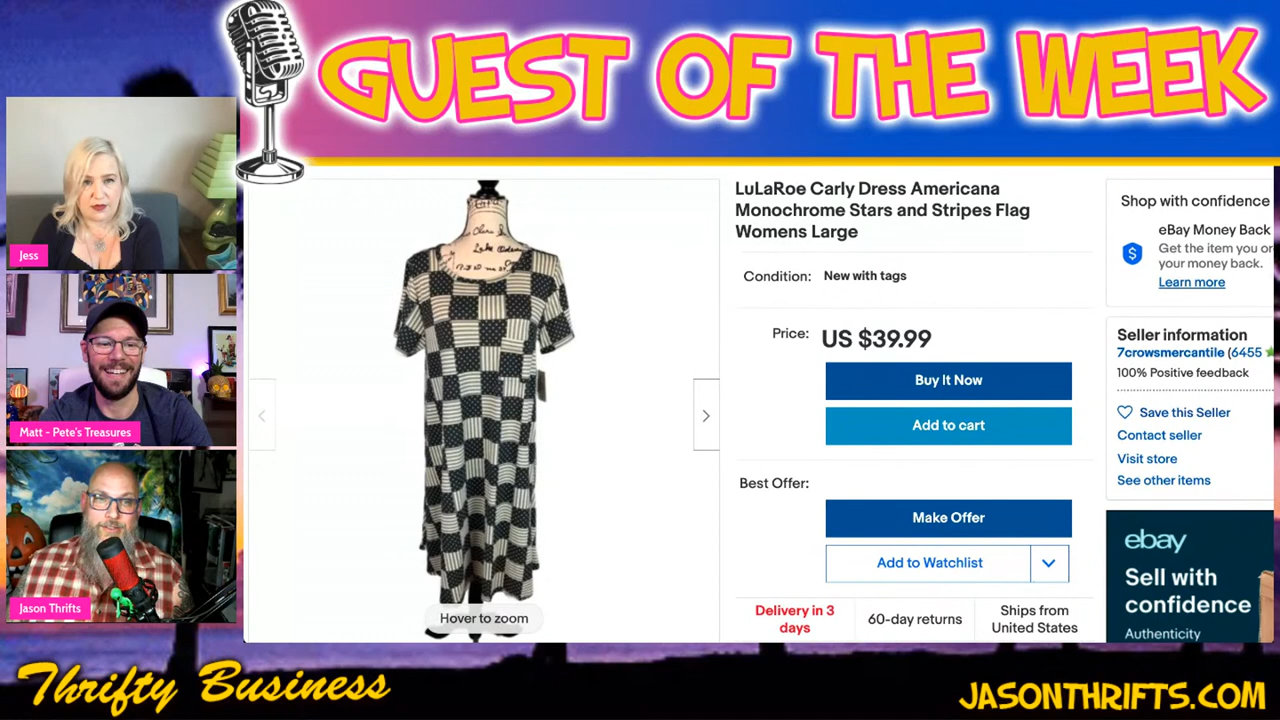 GUEST OF THE WEEK
Jess
Matt - Pete's Treasures
Jason Thrifts
Hover to zoom
LuLaRoe Carly Dress Americana
Monochrome Stars and Stripes Flag
Womens Large
Condition: New with tags
Price: US $39.99
Buy It Now
Add to cart
Best Offer:
Make Offer
Add to Watchlist
Delivery in 3
days
60-day returns
Ships from
United States
Shop with confidence
eBay Money Back
Get the item you or
your money back.
Learn more
Seller information
7crowsmercantile (6455
100% Positive feedback
Save this Seller
Contact seller
Visit store
See other items
ebay
Sell with
confidence
Authenticity
Thrifty Business
JASONTHRIFTS.COM